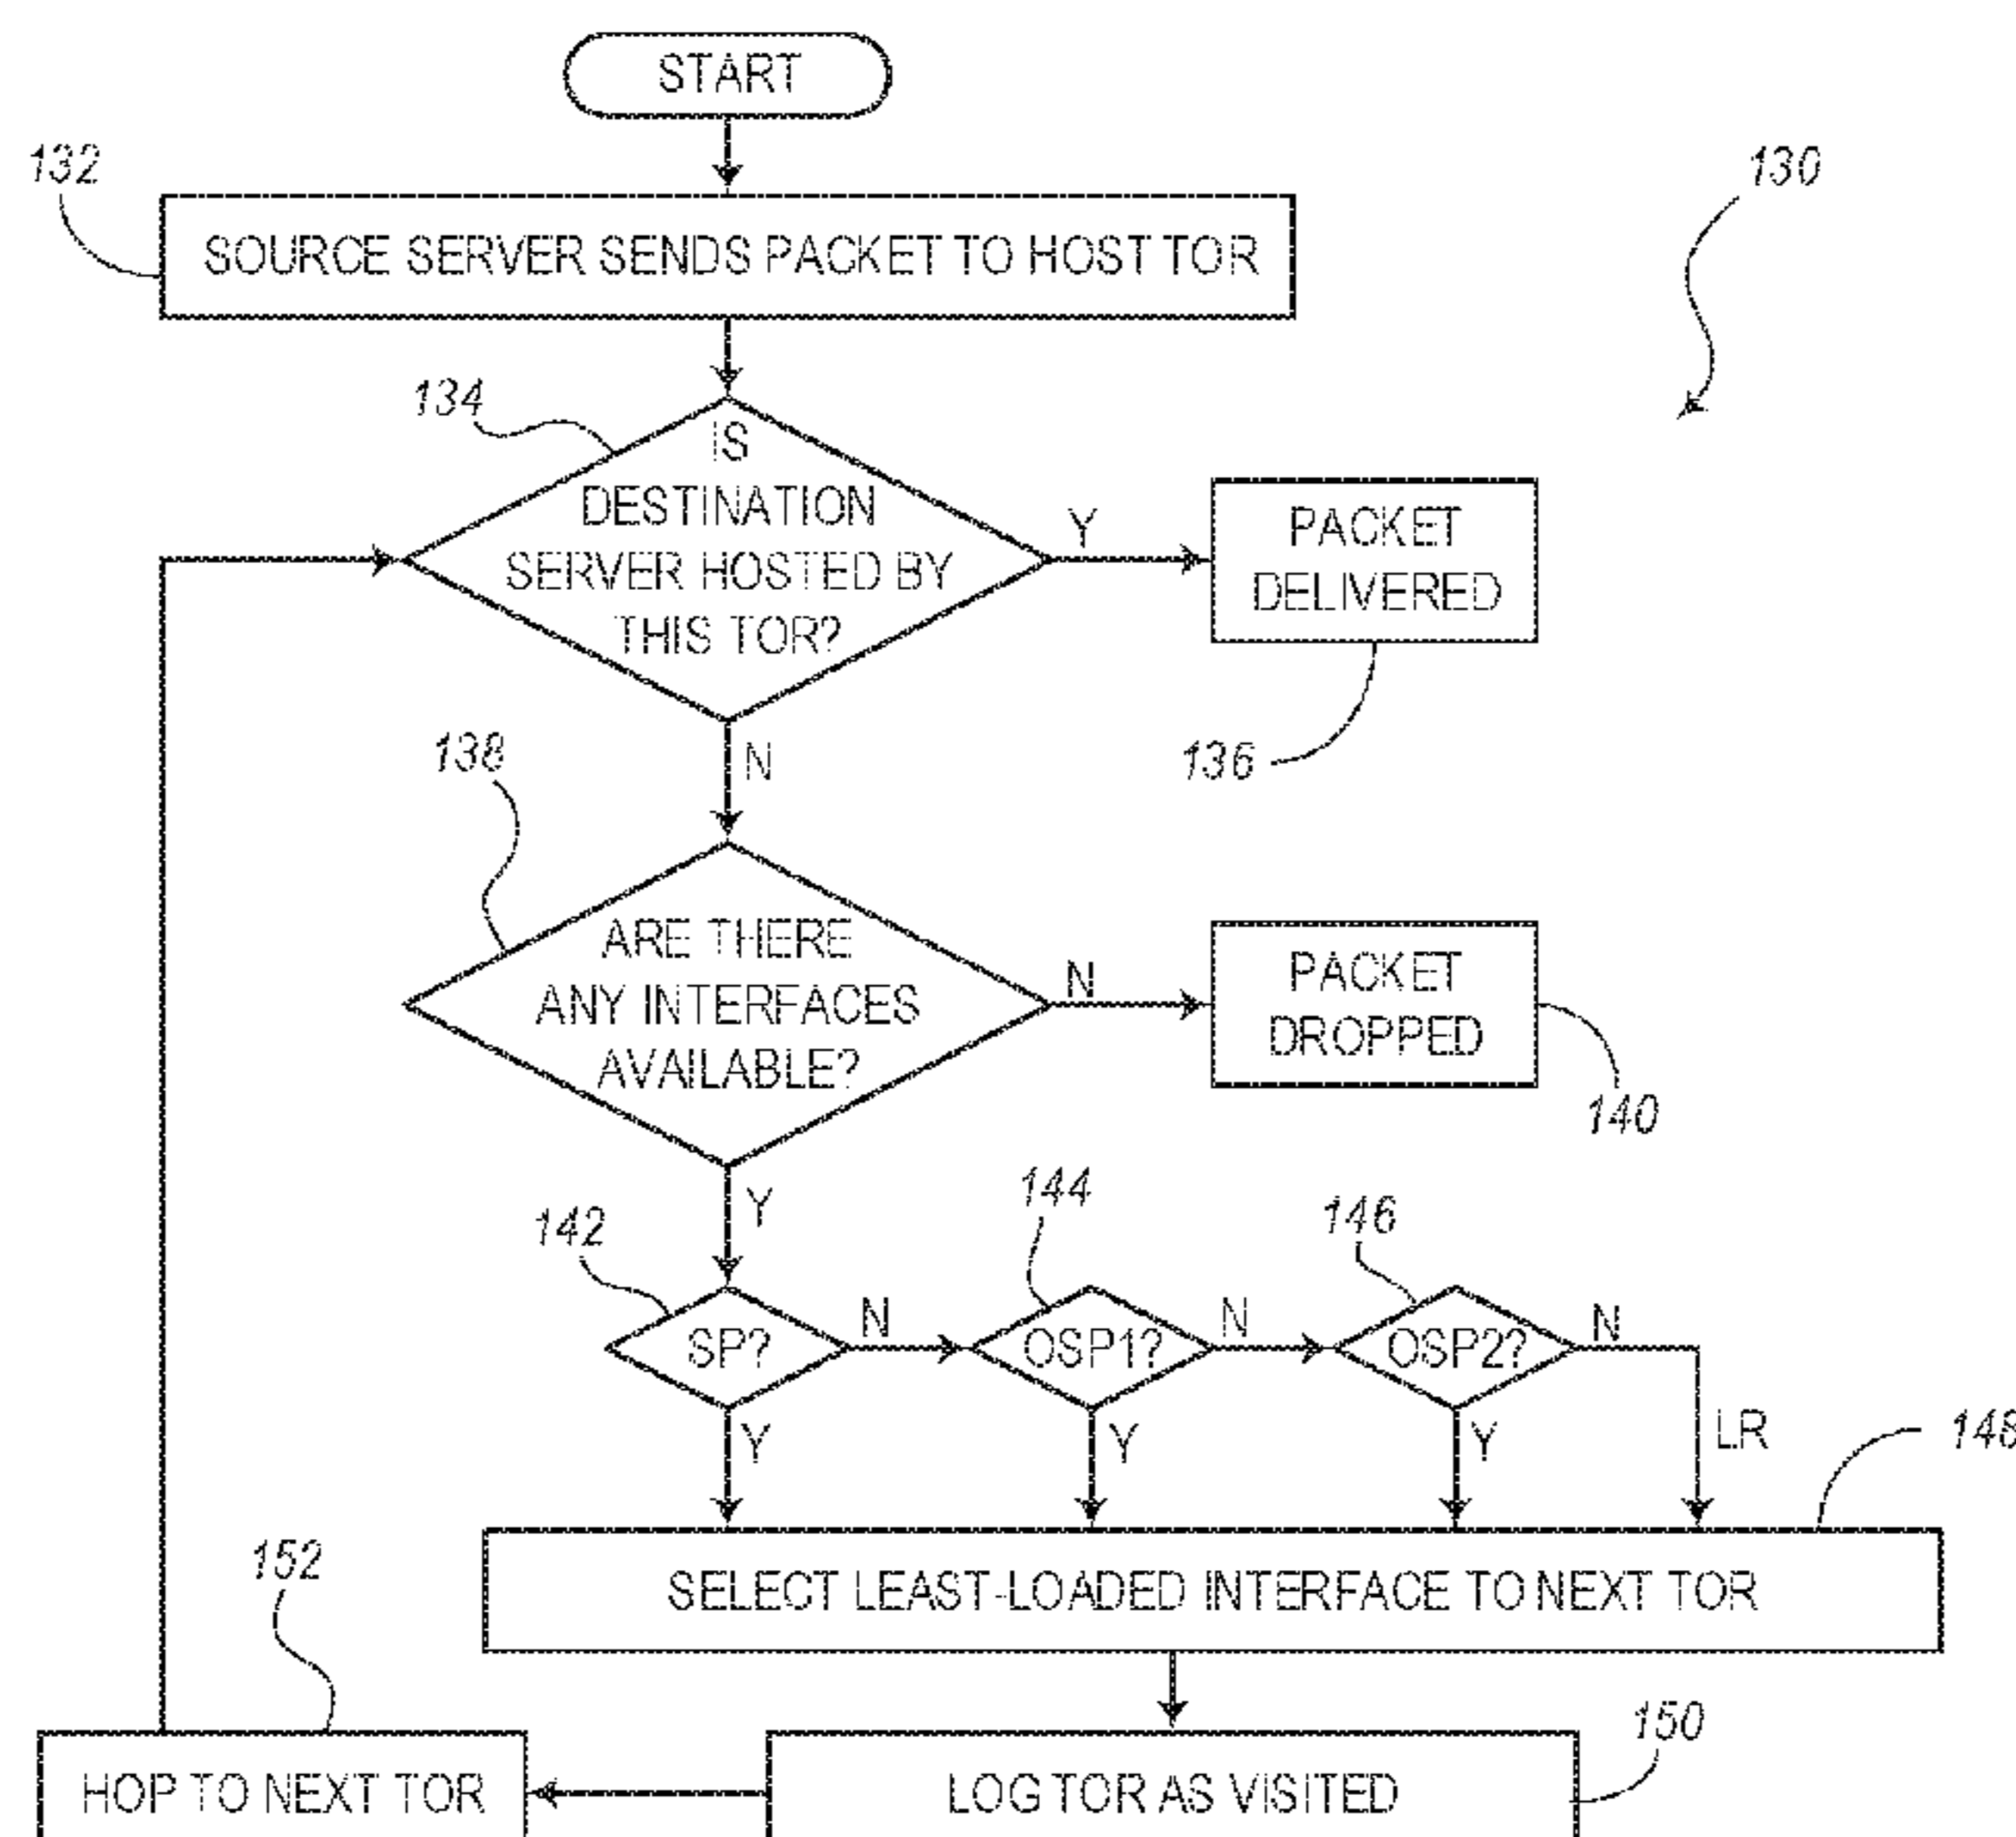 START
132
130
SOURCE SERVER SENDS PACKET TO HOST TOR
134
IS
DESTINATION
SERVER HOSTED BY
THIS TOR?
Y
PACKET
DELIVERED
136
N
138
ARE THERE
ANY INTERFACES
AVAILABLE?
N
PACKET
DROPPED
140
Y
142
144
146
SP?
N
OSP1?
N
OSP2?
N
Y
Y
Y
LR
148
SELECT LEAST-LOADED INTERFACE TO NEXT TOR
152
150
HOP TO NEXT TOR
LOG TOR AS VISITED